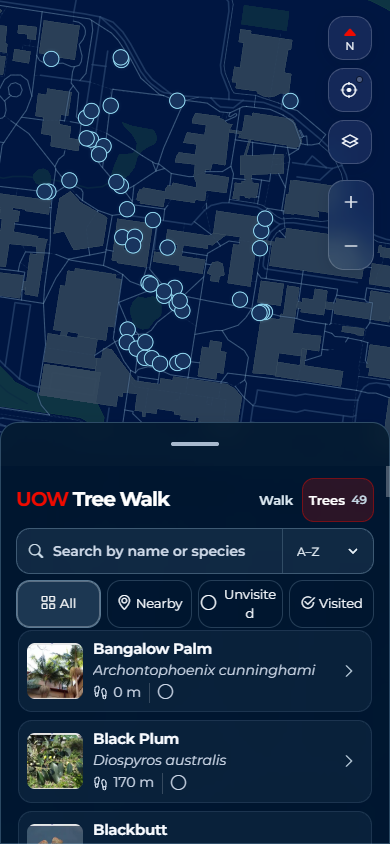 N
UOW Tree Walk
Walk
Trees 49
Search by name or species
A–Z
All
Nearby
Unvisite
d
Visited
Bangalow Palm
Archontophoenix cunninghami
0 m
Black Plum
Diospyros australis
170 m
Blackbutt